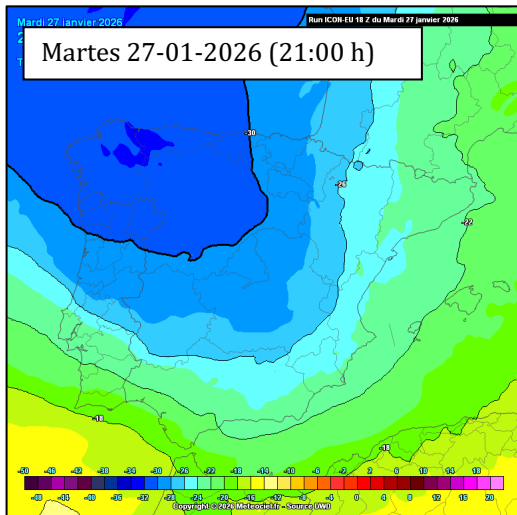 Mardi 27 janvier 2026
Run ICON-EU 18 Z du Mardi 27 janvier 2026
Martes 27-01-2026 (21:00 h)
-30
-26
-22
-18
-18
-50 -46 -42 -38 -34 -30 -26 -22 -18 -14 -10 -6 -2 2 6 10 14 18
-48 -44 -40 -36 -32 -28 -24 -20 -16 -12 -8 -4 0 4 8 12 16 20
Copyright © 2026 Meteociel.fr - Source DWD